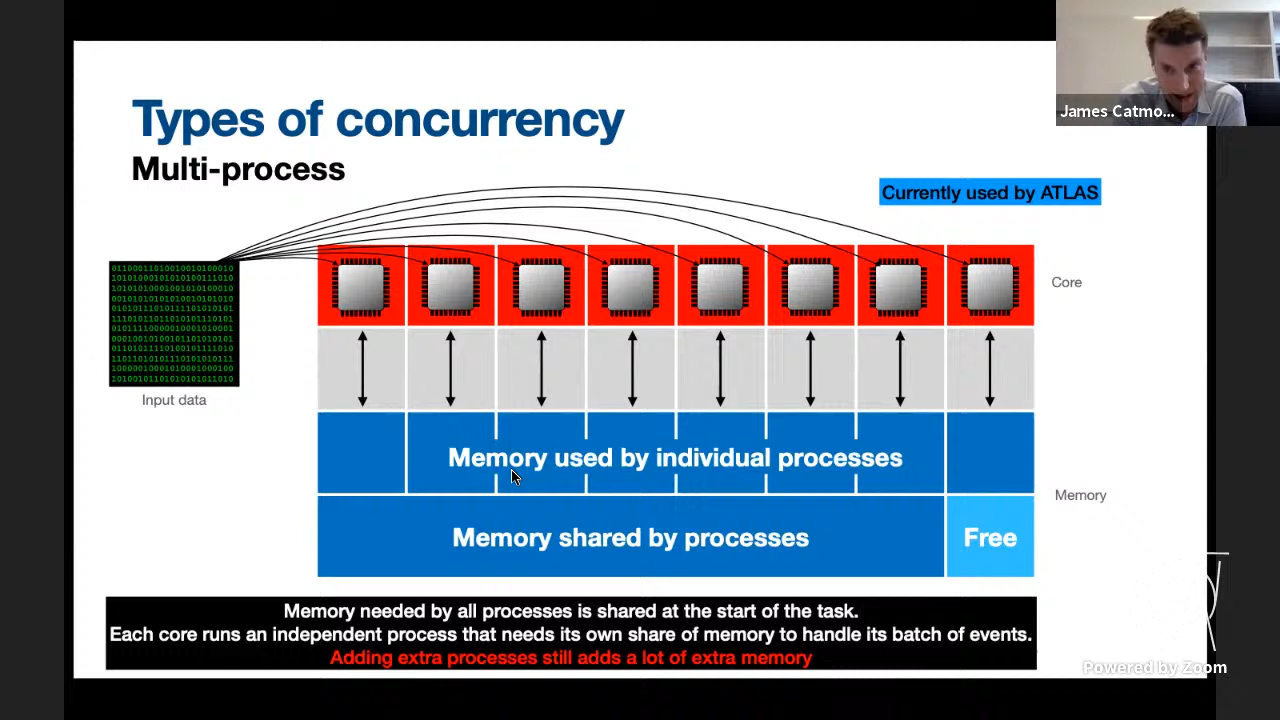 Types of concurrency
Multi-process
James Catmo...
Currently used by ATLAS
Input data
Core
Memory used by individual processes
Memory
Memory shared by processes
Free
Memory needed by all processes is shared at the start of the task.
Each core runs an independent process that needs its own share of memory to handle its batch of events.
Adding extra processes still adds a lot of extra memory
Powered by Zoom